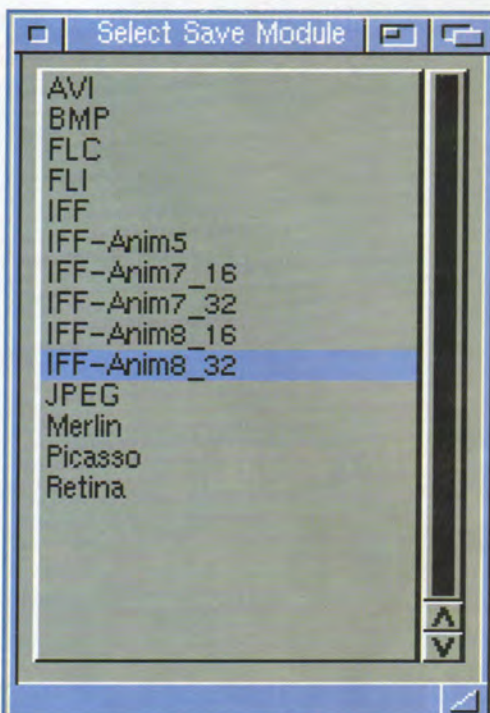 Select Save Module
AVI
BMP
FLC
FLI
IFF
IFF-Anim5
IFF-Anim7_16
IFF-Anim7_32
IFF-Anim8_16
IFF-Anim8_32
JPEG
Merlin
Picasso
Retina